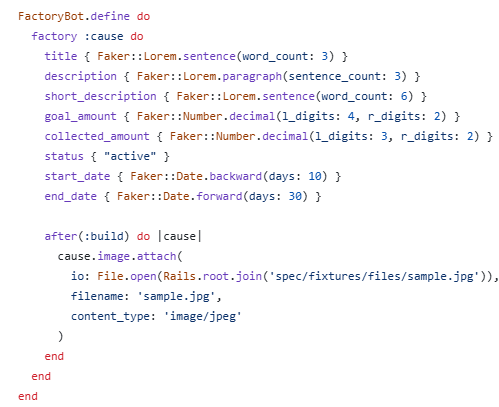 FactoryBot.define do
  factory :cause do
    title { Faker::Lorem.sentence(word_count: 3) }
    description { Faker::Lorem.paragraph(sentence_count: 3) }
    short_description { Faker::Lorem.sentence(word_count: 6) }
    goal_amount { Faker::Number.decimal(l_digits: 4, r_digits: 2) }
    collected_amount { Faker::Number.decimal(l_digits: 3, r_digits: 2) }
    status { "active" }
    start_date { Faker::Date.backward(days: 10) }
    end_date { Faker::Date.forward(days: 30) }

    after(:build) do |cause|
      cause.image.attach(
        io: File.open(Rails.root.join('spec/fixtures/files/sample.jpg')),
        filename: 'sample.jpg',
        content_type: 'image/jpeg'
      )
    end
  end
end